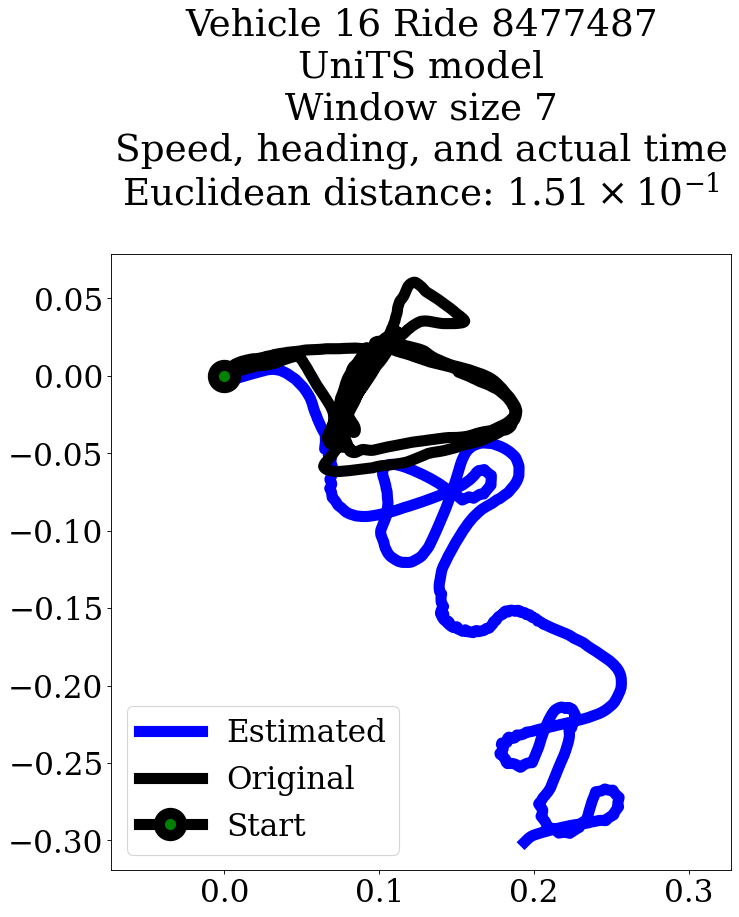 Vehicle 16 Ride 8477487
UniTS model
Window size 7
Speed, heading, and actual time
Euclidean distance: 1.51 × 10⁻¹
0.05
0.00
−0.05
−0.10
−0.15
−0.20
−0.25
−0.30
Estimated
Original
Start
0.0 0.1 0.2 0.3